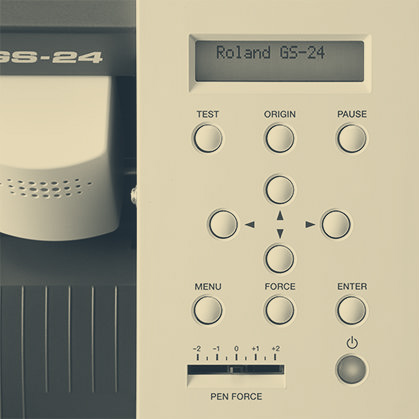 GS-24
Roland GS-24
TEST ORIGIN PAUSE
MENU FORCE ENTER
-2 -1 0 +1 +2
PEN FORCE